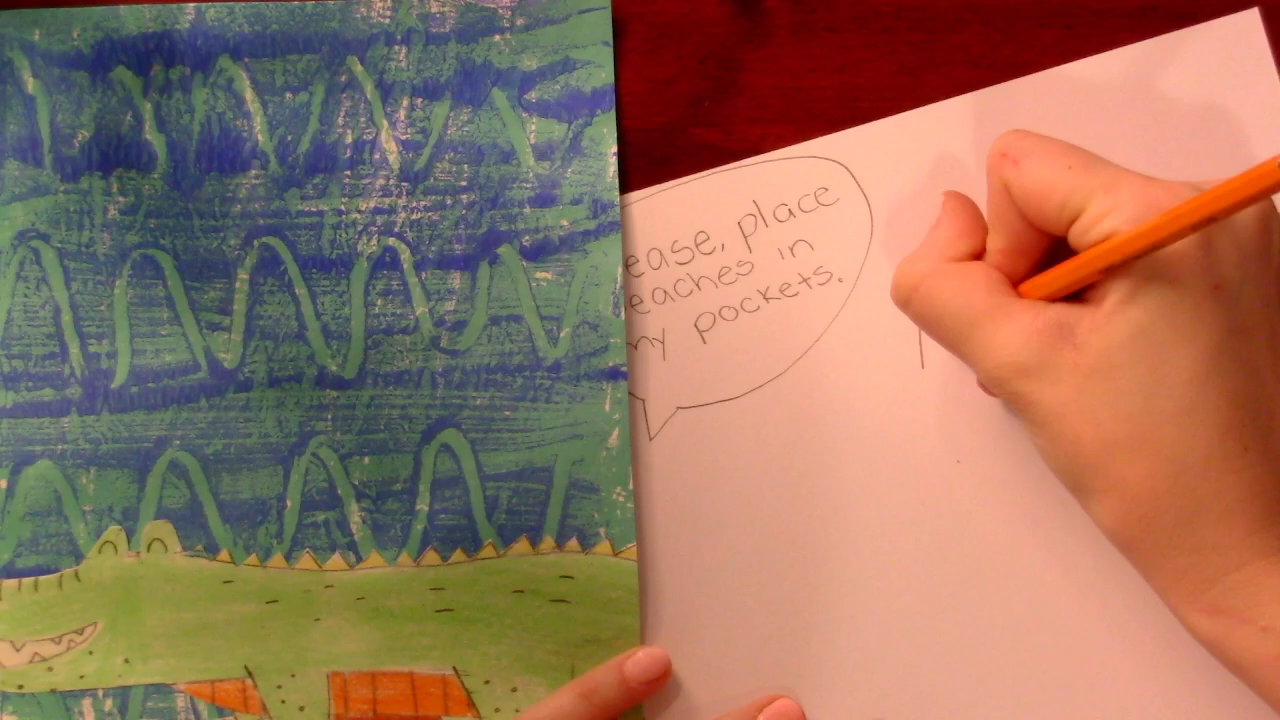 ease, place
eaches in
my pockets.